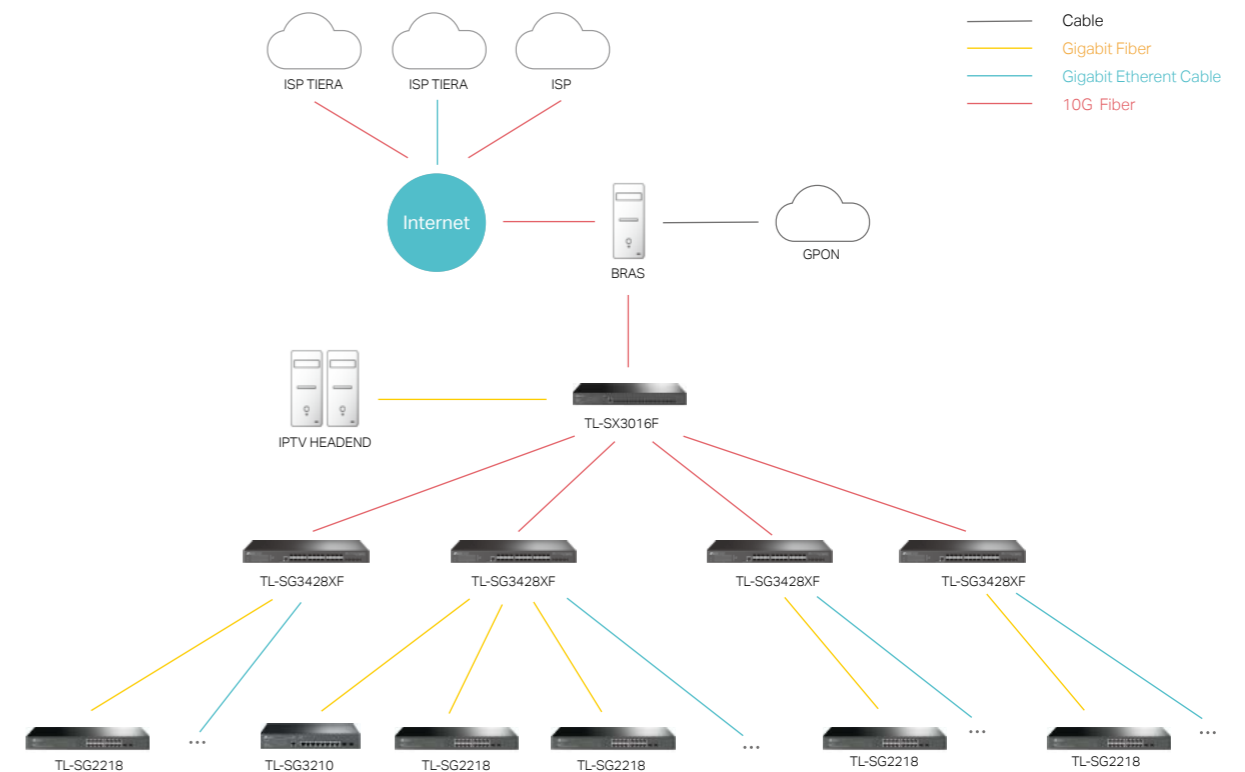 Cable
Gigabit Fiber
Gigabit Etherent Cable
10G Fiber
ISP TIERA
ISP TIERA
ISP
Internet
BRAS
GPON
IPTV HEADEND
TL-SX3016F
TL-SG3428XF
TL-SG3428XF
TL-SG3428XF
TL-SG3428XF
...
...
...
...
TL-SG2218
TL-SG3210
TL-SG2218
TL-SG2218
TL-SG2218
TL-SG2218